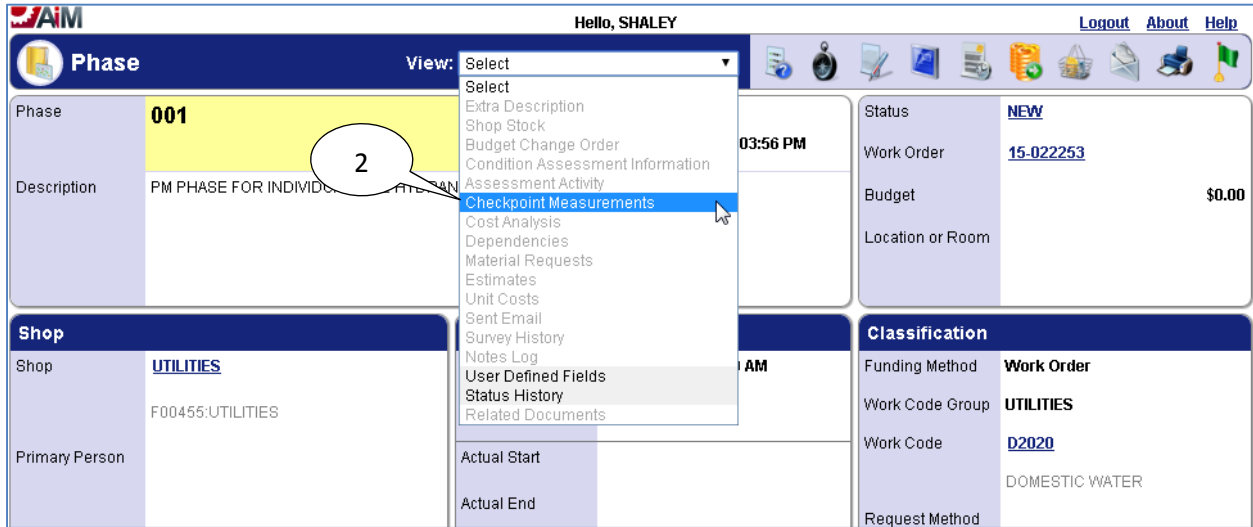 AiM
Hello, SHALEY
Logout About Help
Phase
View: Select
Select
Extra Description
Shop Stock
Budget Change Order
Condition Assessment Information
Assessment Activity
Checkpoint Measurements
Cost Analysis
Dependencies
Material Requests
Estimates
Unit Costs
Sent Email
Survey History
Notes Log
User Defined Fields
Status History
Related Documents
Phase 001
03:56 PM
2
Description PM PHASE FOR
Status NEW
Work Order 15-022253
Budget $0.00
Location or Room
Shop
Shop UTILITIES
F00455:UTILITIES
Primary Person
AM
Actual Start
Actual End
Classification
Funding Method Work Order
Work Code Group UTILITIES
Work Code D2020
DOMESTIC WATER
Request Method